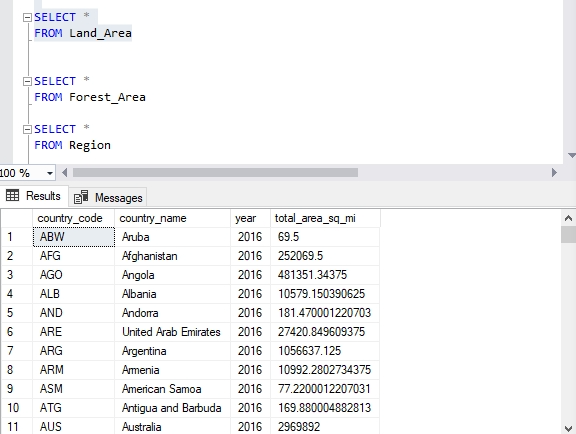 SELECT *
FROM Land_Area
SELECT *
FROM Forest_Area
SELECT *
FROM Region
100 %
Results Messages
country_code country_name year total_area_sq_mi
1 ABW Aruba 2016 69.5
2 AFG Afghanistan 2016 252069.5
3 AGO Angola 2016 481351.34375
4 ALB Albania 2016 10579.150390625
5 AND Andorra 2016 181.470001220703
6 ARE United Arab Emirates 2016 27420.849609375
7 ARG Argentina 2016 1056637.125
8 ARM Armenia 2016 10992.2802734375
9 ASM American Samoa 2016 77.2200012207031
10 ATG Antigua and Barbuda 2016 169.880004882813
11 AUS Australia 2016 2969892